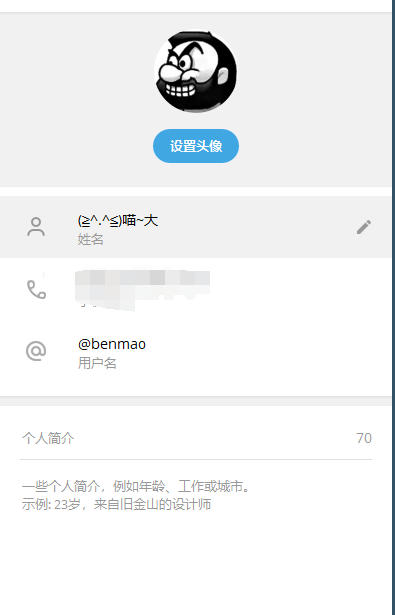 设置头像
(≥^.^≤)喵~大
姓名
@benmao
用户名
个人简介
70
一些个人简介，例如年龄、工作或城市。
示例: 23岁，来自旧金山的设计师